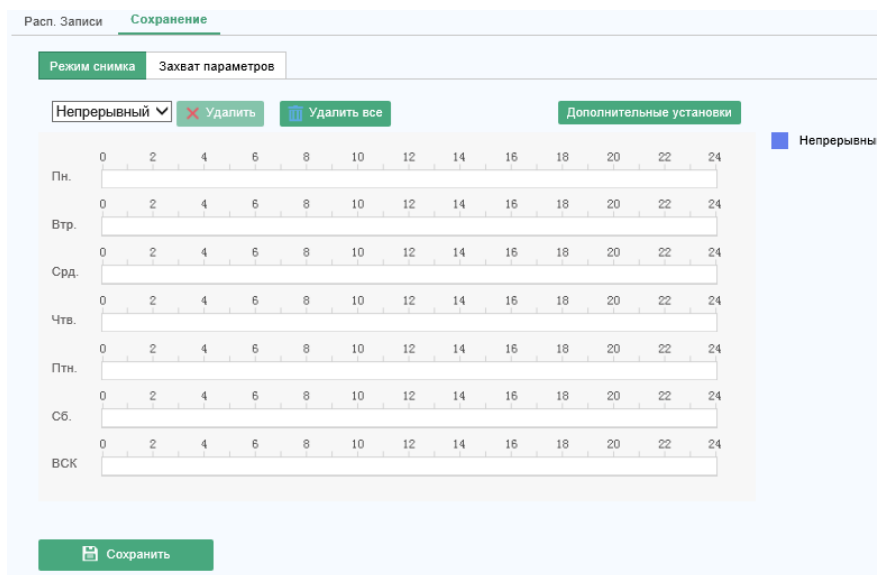 Расп. Записи Сохранение
Режим снимка Захват параметров
Непрерывный Удалить Удалить все Дополнительные установки
Непрерывны
0 2 4 6 8 10 12 14 16 18 20 22 24
Пн.
0 2 4 6 8 10 12 14 16 18 20 22 24
Втр.
0 2 4 6 8 10 12 14 16 18 20 22 24
Срд.
0 2 4 6 8 10 12 14 16 18 20 22 24
Чтв.
0 2 4 6 8 10 12 14 16 18 20 22 24
Птн.
0 2 4 6 8 10 12 14 16 18 20 22 24
Сб.
0 2 4 6 8 10 12 14 16 18 20 22 24
ВСК
Сохранить